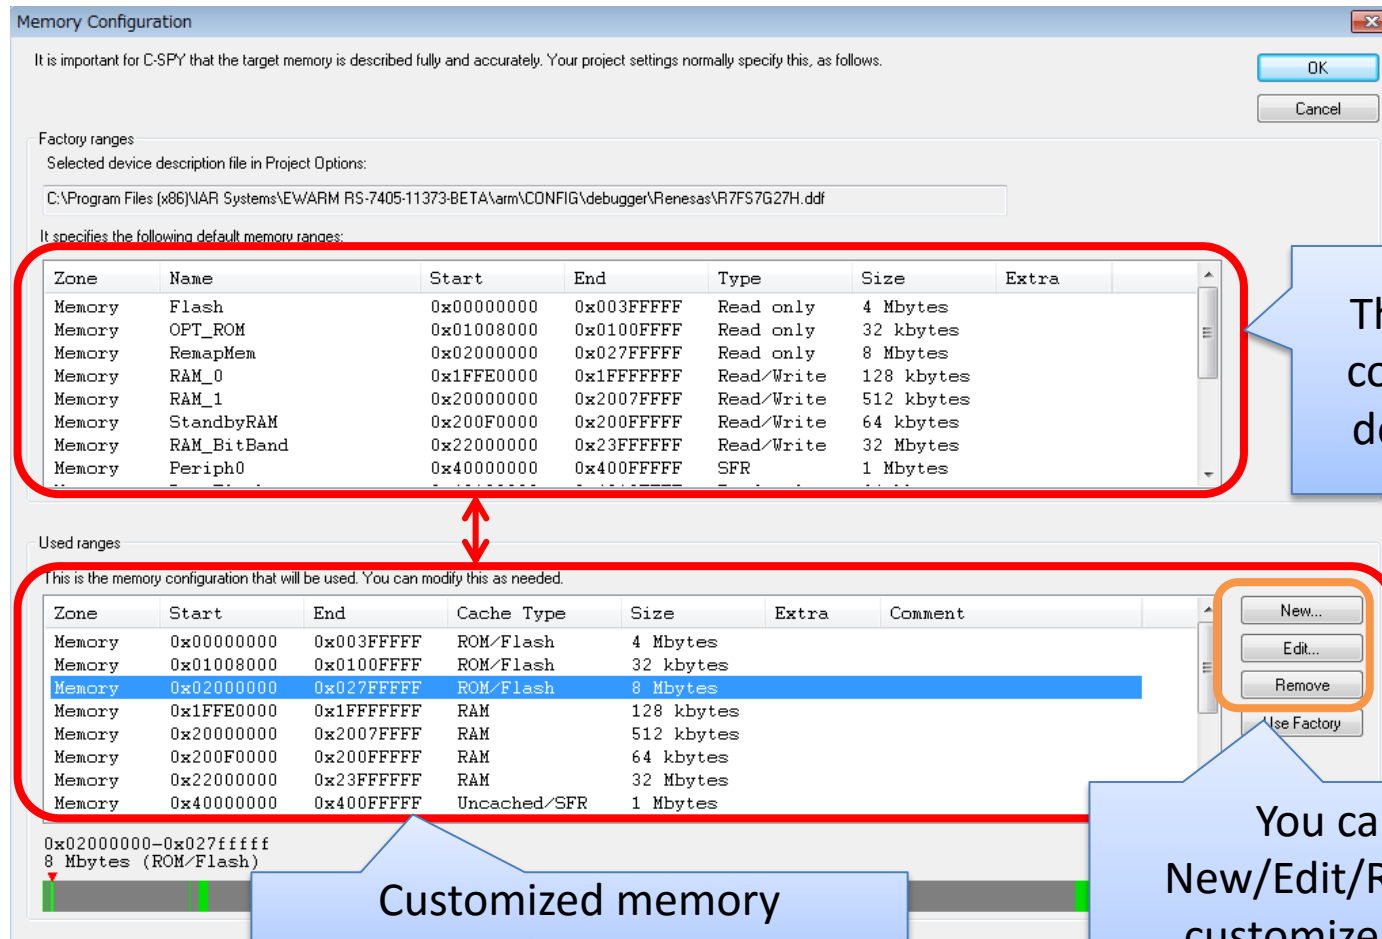 Memory Configuration
It is important for C-SPY that the target memory is described fully and accurately. Your project settings normally specify this, as follows.
OK
Cancel
Factory ranges
Selected device description file in Project Options:
C:\Program Files (x86)\IAR Systems\EWARM RS-7405-11373-BETA\arm\CONFIG\debugger\Renesas\R7FS7G27H.ddf
It specifies the following default memory ranges:
Zone Name Start End Type Size Extra
Memory Flash 0x00000000 0x003FFFFF Read only 4 Mbytes
Memory OPT_ROM 0x01008000 0x0100FFFF Read only 32 kbytes
Memory RemapMem 0x02000000 0x027FFFFF Read only 8 Mbytes
Memory RAM_0 0x1FFE0000 0x1FFFFFFF Read/Write 128 kbytes
Memory RAM_1 0x20000000 0x2007FFFF Read/Write 512 kbytes
Memory StandbyRAM 0x200F0000 0x200FFFFF Read/Write 64 kbytes
Memory RAM_BitBand 0x22000000 0x23FFFFFF Read/Write 32 Mbytes
Memory Periph0 0x40000000 0x400FFFFF SFR 1 Mbytes
Used ranges
This is the memory configuration that will be used. You can modify this as needed.
Zone Start End Cache Type Size Extra Comment
Memory 0x00000000 0x003FFFFF ROM/Flash 4 Mbytes
Memory 0x01008000 0x0100FFFF ROM/Flash 32 kbytes
Memory 0x02000000 0x027FFFFF ROM/Flash 8 Mbytes
Memory 0x1FFE0000 0x1FFFFFFF RAM 128 kbytes
Memory 0x20000000 0x2007FFFF RAM 512 kbytes
Memory 0x200F0000 0x200FFFFF RAM 64 kbytes
Memory 0x22000000 0x23FFFFFF RAM 32 Mbytes
Memory 0x40000000 0x400FFFFF Uncached/SFR 1 Mbytes
New...
Edit...
Remove
Use Factory
0x02000000-0x027fffff
8 Mbytes (ROM/Flash)
Customized memory
You ca
New/Edit/R
customize
Th
co
de